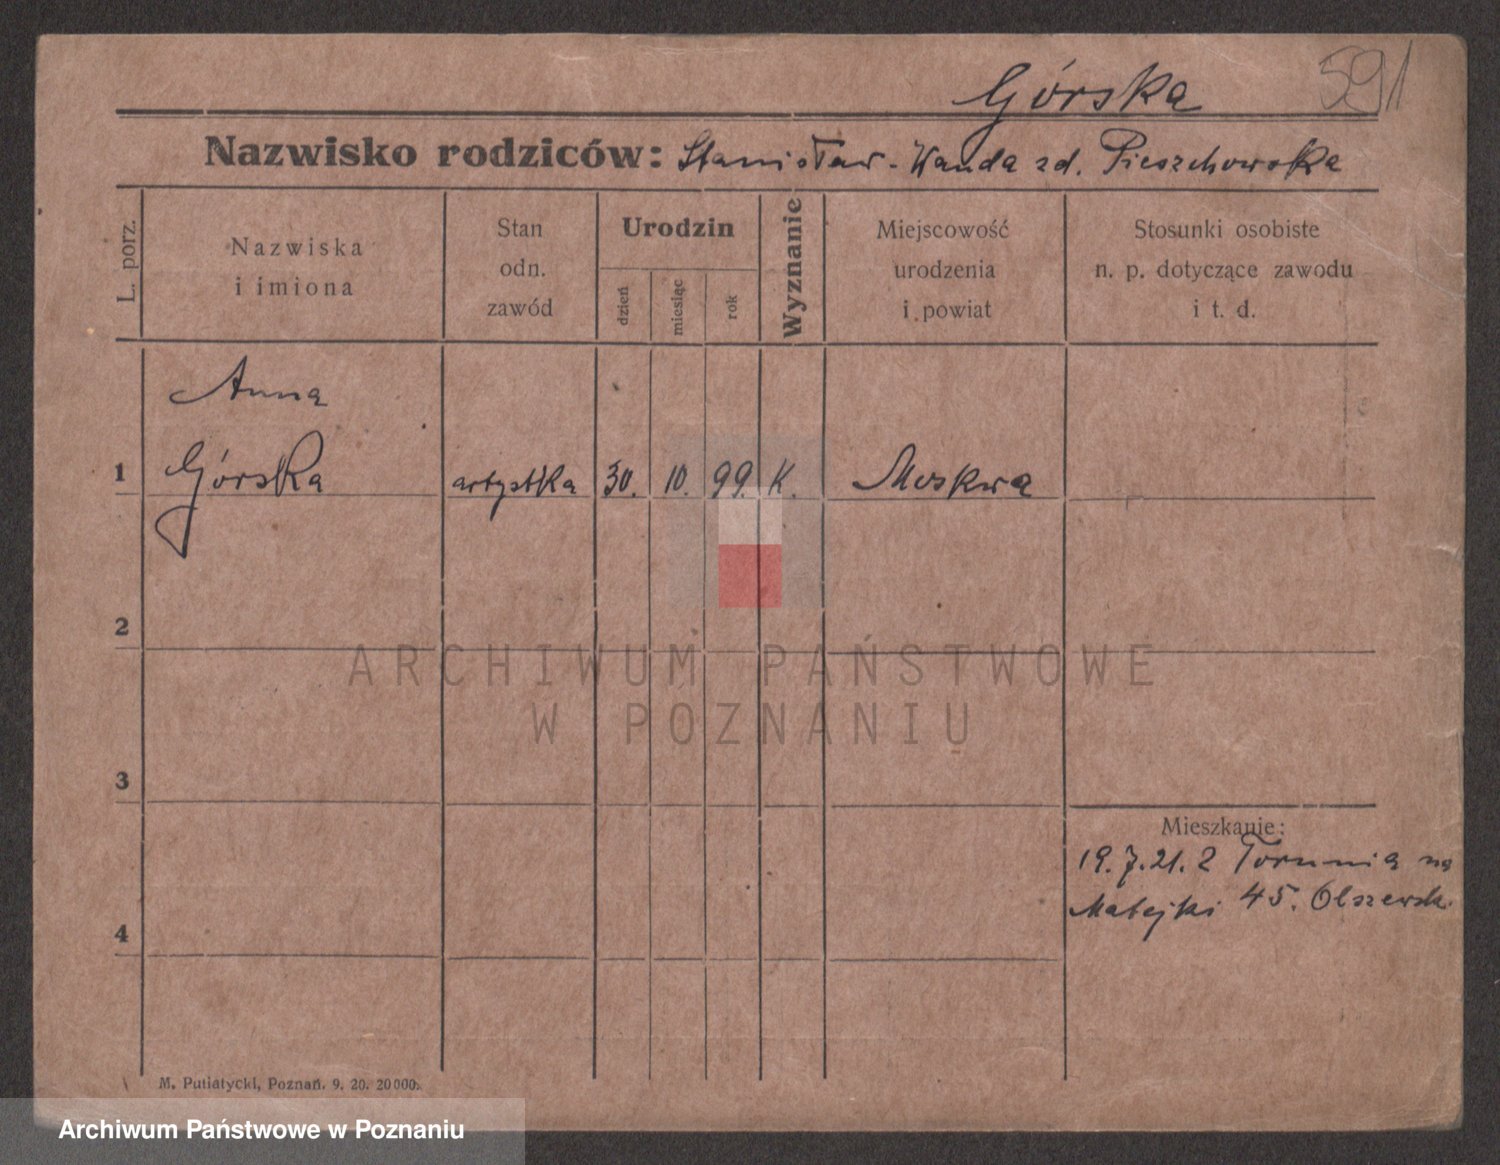 591
Górska
Nazwisko rodziców: Stanisław - Wanda zd. Pieszchowska
L. porz.
Nazwiska
i imiona
Stan
odn.
zawód
Urodzin
dzień
miesiąc
rok
Wyznanie
Miejscowość
urodzenia
i powiat
Stosunki osobiste
n. p. dotyczące zawodu
i t. d.
Anna
1 Górska artystka 30. 10. 99. K. Moskwa
2
ARCHIWUM PAŃSTWOWE
W POZNANIU
3
Mieszkanie:
19.7.21. z Torunia na
Matejki 45. Olszewsk.
4
M. Putiatycki, Poznań. 9. 20. 20000.
Archiwum Państwowe w Poznaniu